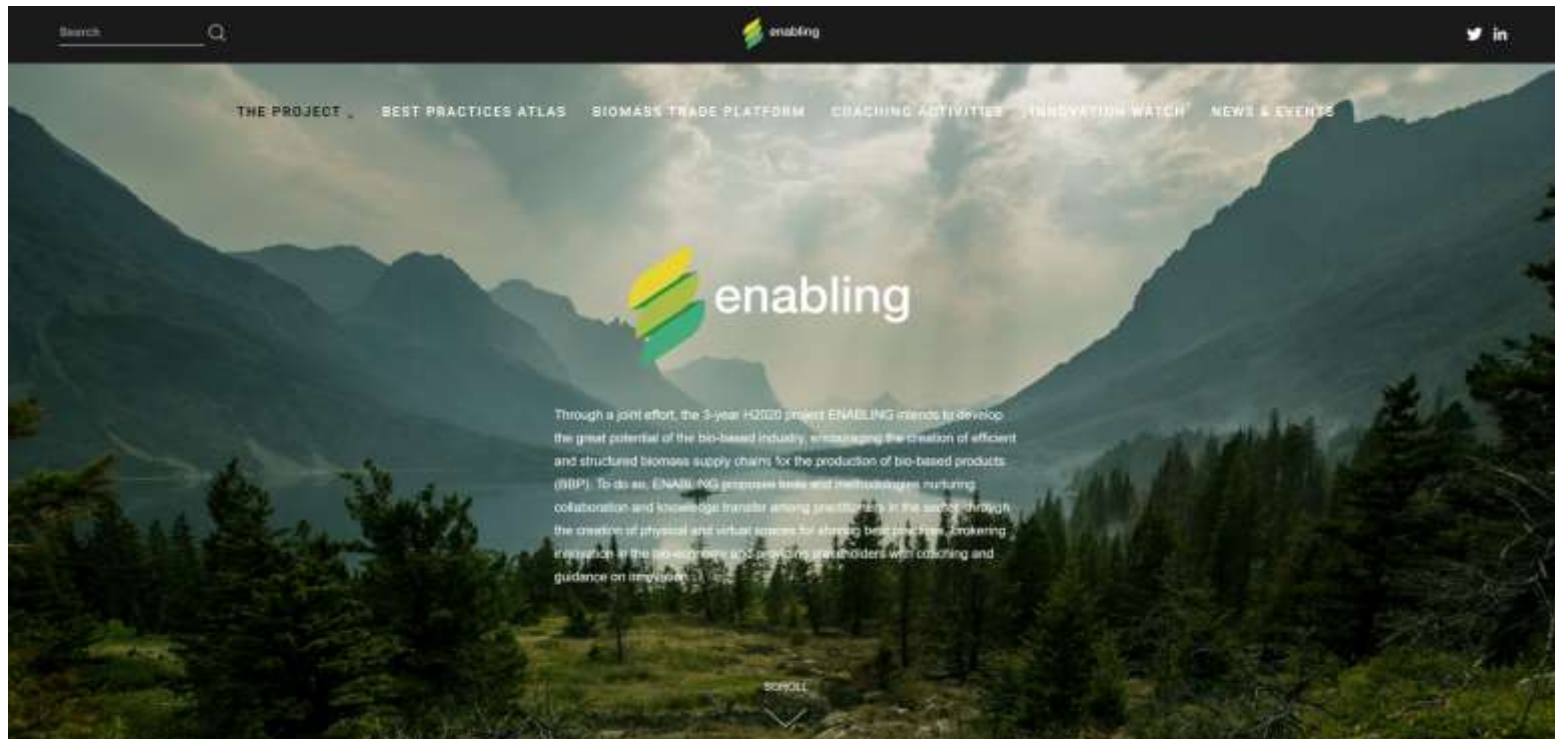 Search
enabling
in
THE PROJECT
BEST PRACTICES ATLAS
BIOMASS TRADE PLATFORM
COACHING ACTIVITIES
INNOVATION WATCH
NEWS & EVENTS
enabling
Through a joint effort, the 3-year H2020 project ENABLING intends to develop
the great potential of the bio-based industry, encouraging the creation of efficient
and structured biomass supply chains for the production of bio-based products
(BBP). To do so, ENABLING proposes tools and methodologies nurturing
collaboration and knowledge transfer among practitioners in the sector through
the creation of physical and virtual spaces for sharing best practices, brokering
innovation in the bio-economy and providing stakeholders with coaching and
guidance on innovation.
SCROLL